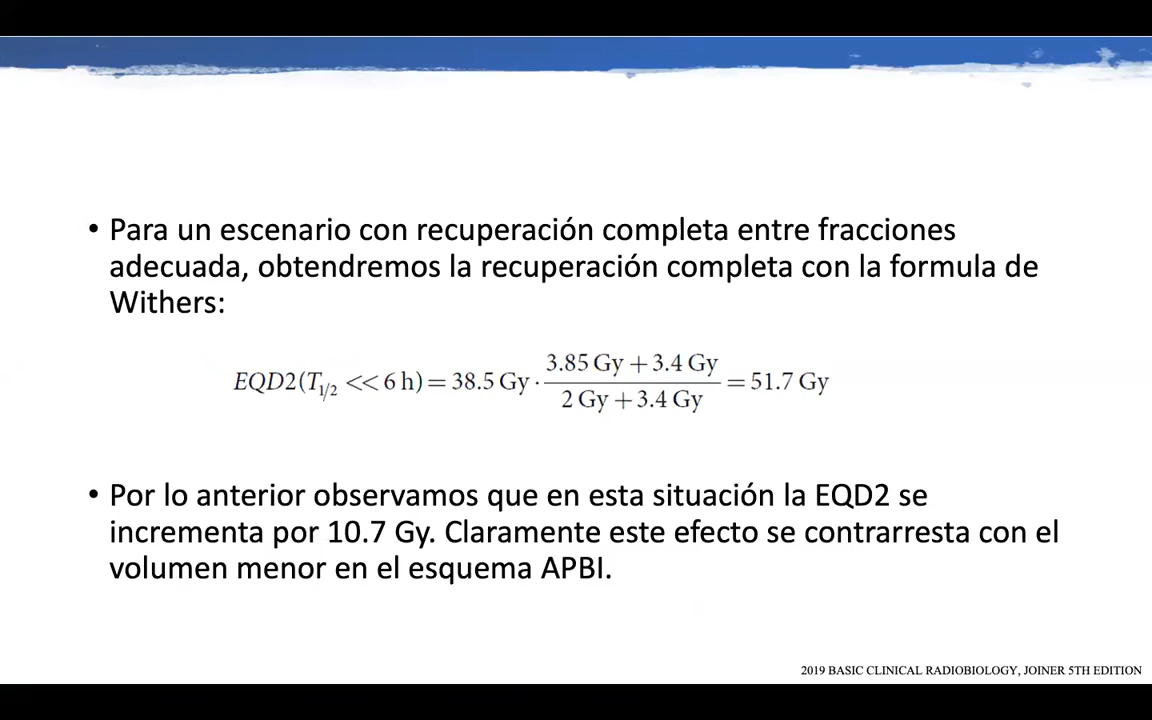 • Para un escenario con recuperación completa entre fracciones
adecuada, obtendremos la recuperación completa con la formula de
Withers:
EQD2(T1/2 << 6 h) = 38.5 Gy · (3.85 Gy + 3.4 Gy) / (2 Gy + 3.4 Gy) = 51.7 Gy
• Por lo anterior observamos que en esta situación la EQD2 se
incrementa por 10.7 Gy. Claramente este efecto se contrarresta con el
volumen menor en el esquema APBI.
2019 BASIC CLINICAL RADIOBIOLOGY, JOINER 5TH EDITION